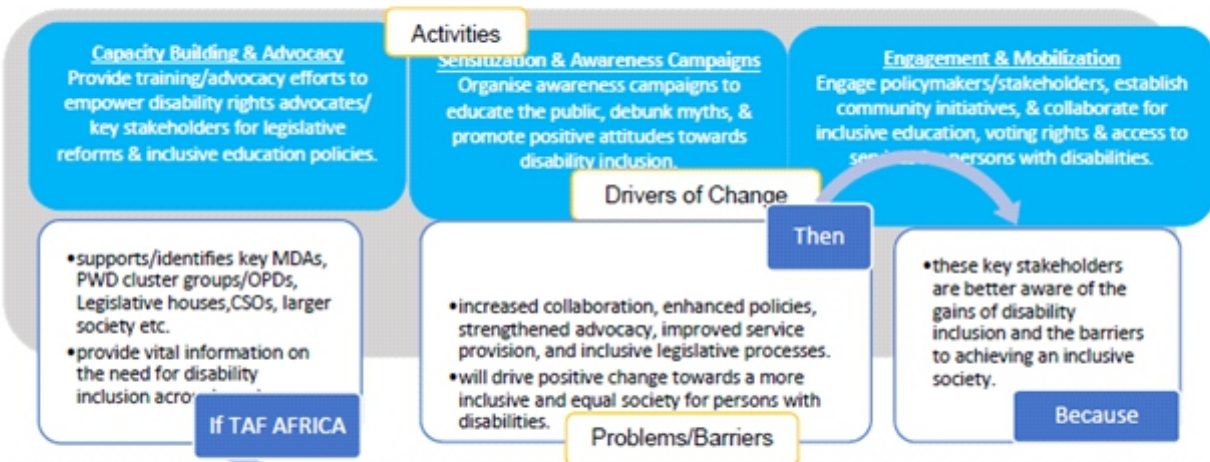 Activities
Capacity Building & Advocacy
Provide training/advocacy efforts to
empower disability rights advocates/
key stakeholders for legislative
reforms & inclusive education policies.
Sensitization & Awareness Campaigns
Organise awareness campaigns to
educate the public, debunk myths, &
promote positive attitudes towards
disability inclusion.
Engagement & Mobilization
Engage policymakers/stakeholders, establish
community initiatives, & collaborate for
inclusive education, voting rights & access to
persons with disabilities.
Drivers of Change
•supports/identifies key MDAs,
PWD cluster groups/OPDs,
Legislative houses,CSOs, larger
society etc.
•provide vital information on
the need for disability
inclusion
If TAF AFRICA
Then
•increased collaboration, enhanced policies,
strengthened advocacy, improved service
provision, and inclusive legislative processes.
•will drive positive change towards a more
inclusive and equal society for persons with
disabilities.
Problems/Barriers
•these key stakeholders
are better aware of the
gains of disability
inclusion and the barriers
to achieving an inclusive
society.
Because